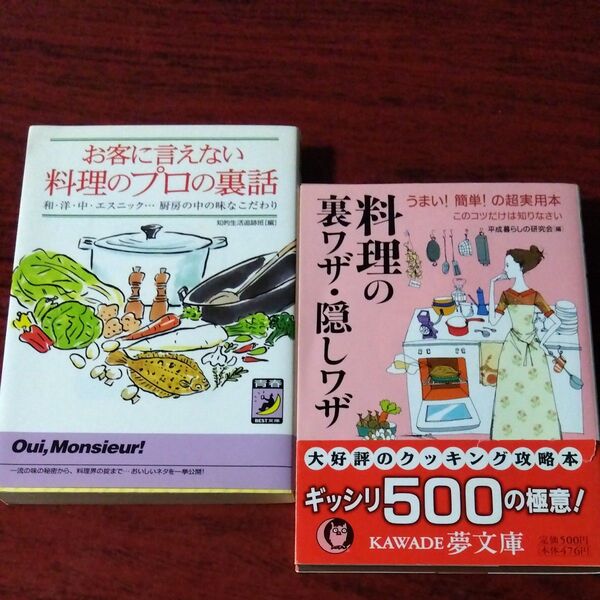 お客に言えない
料理のプロの裏話
和・洋・中・エスニック… 厨房の中の味なこだわり
知的生活追跡班[編]
青春
BEST文庫
Oui, Monsieur!
一流の味の秘密から、料理界の掟まで…おいしいネタを一挙公開!
うまい!簡単!の超実用本
このコツだけは知りなさい
平成暮らしの研究会 編
料理の
裏ワザ・隠しワザ
大好評のクッキング攻略本
ギッシリ500の極意!
KAWADE夢文庫
定価500円
本体476円